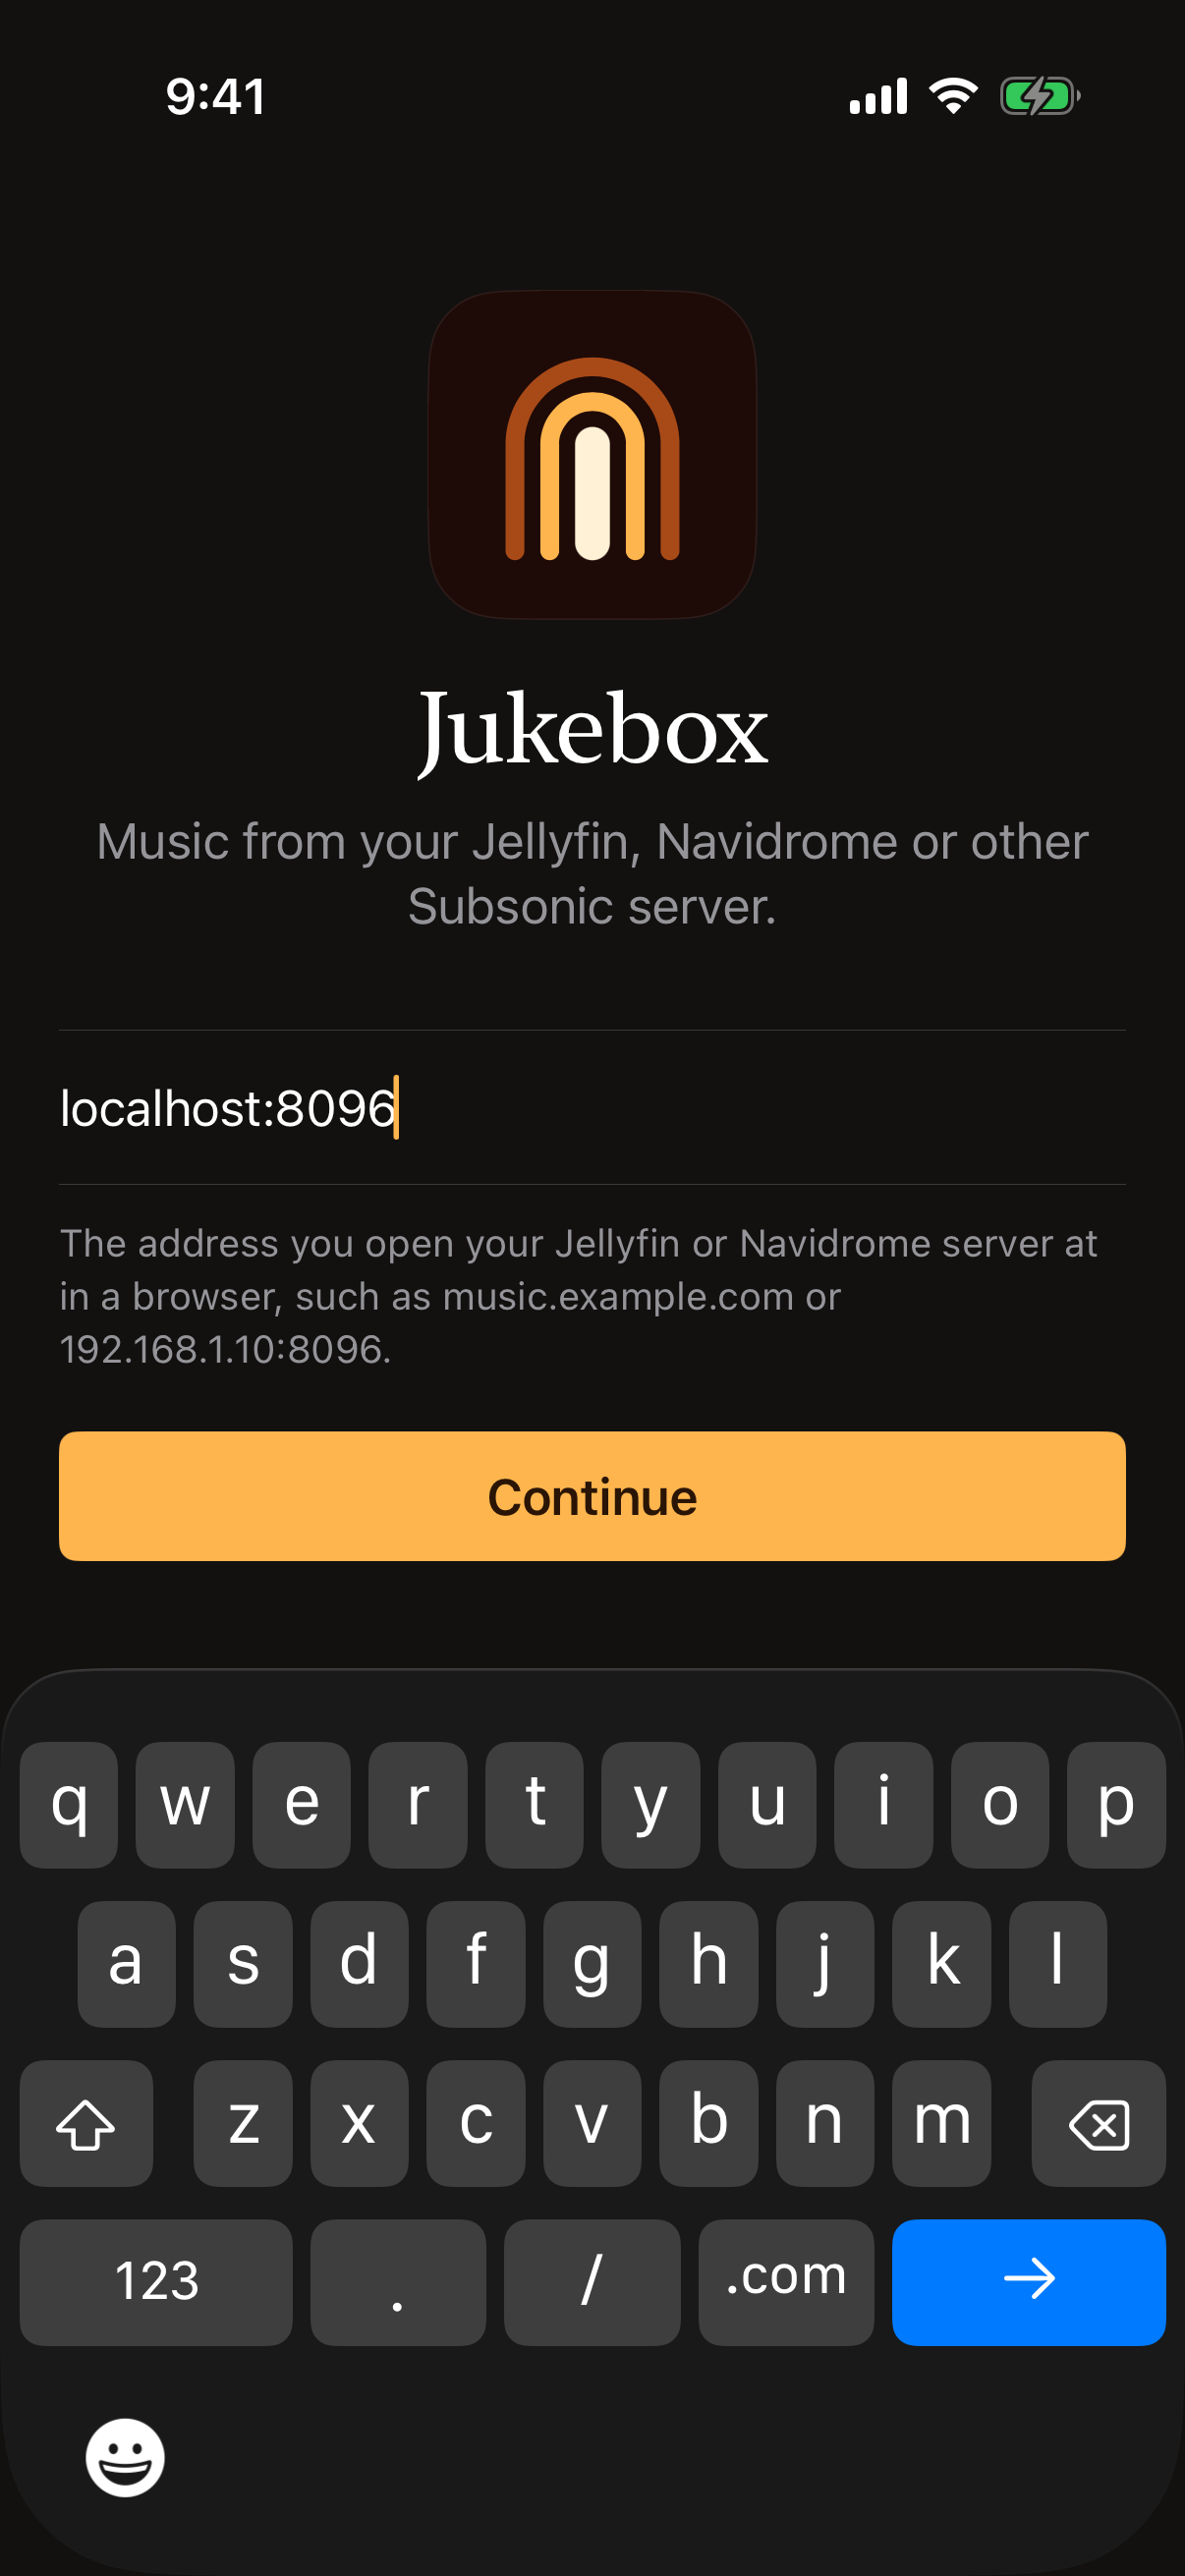 9:41
Jukebox
Music from your Jellyfin, Navidrome or other
Subsonic server.
localhost:8096
The address you open your Jellyfin or Navidrome server at
in a browser, such as music.example.com or
192.168.1.10:8096.
Continue
q w e r t y u i o p
a s d f g h j k l
z x c v b n m
123 . / .com